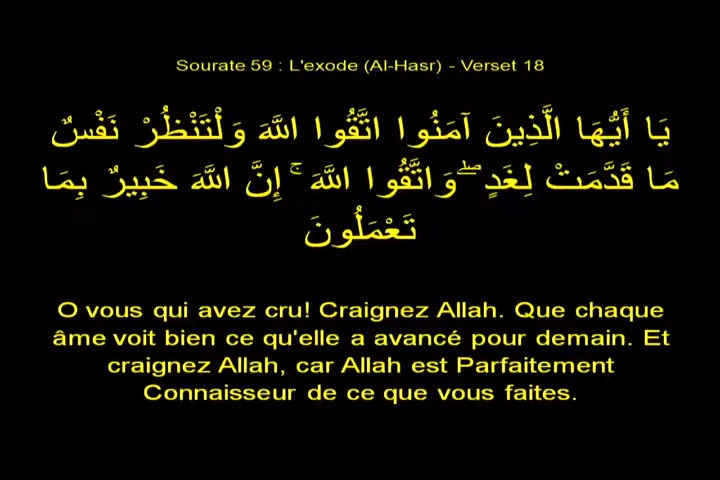 Sourate 59 : L'exode (Al-Hasr) - Verset 18
يَا أَيُّهَا الَّذِينَ آمَنُوا اتَّقُوا اللَّهَ وَلْتَنْظُرْ نَفْسٌ
مَا قَدَّمَتْ لِغَدٍ ۖ وَاتَّقُوا اللَّهَ ۚ إِنَّ اللَّهَ خَبِيرٌ بِمَا
تَعْمَلُونَ
O vous qui avez cru! Craignez Allah. Que chaque
âme voit bien ce qu'elle a avancé pour demain. Et
craignez Allah, car Allah est Parfaitement
Connaisseur de ce que vous faites.